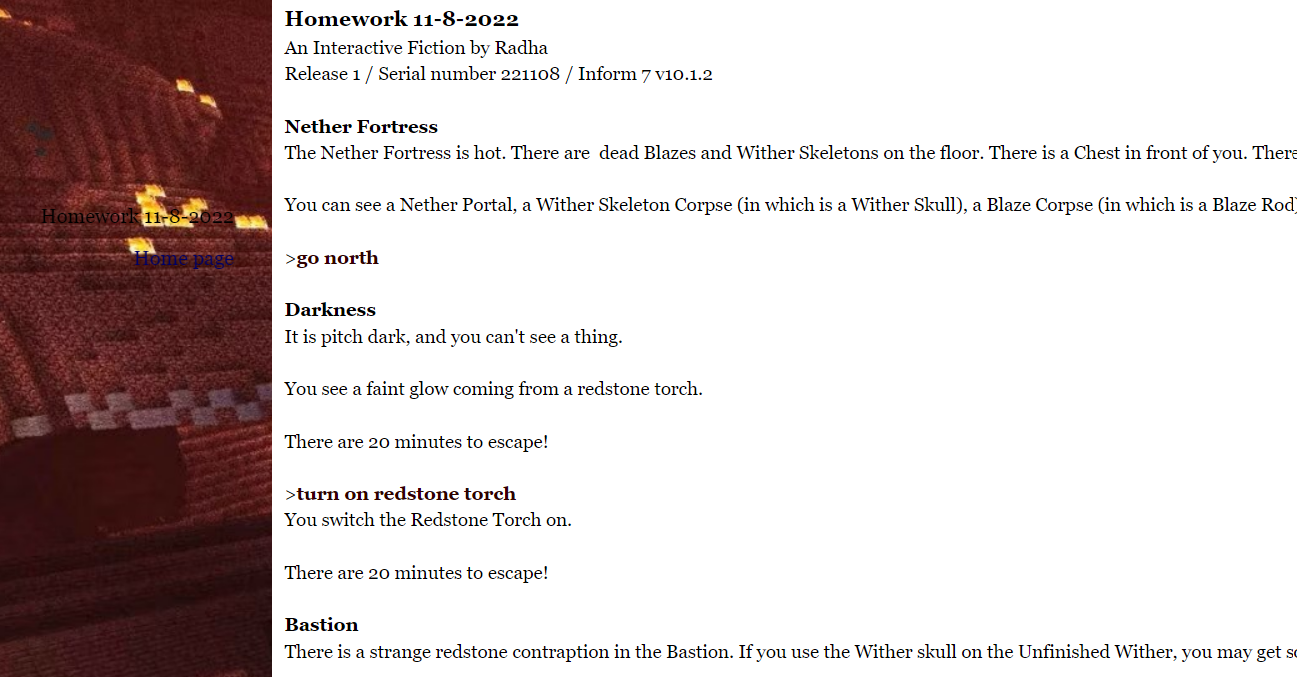 Homework 11-8-2022
Home page
Homework 11-8-2022
An Interactive Fiction by Radha
Release 1 / Serial number 221108 / Inform 7 v10.1.2
Nether Fortress
The Nether Fortress is hot. There are  dead Blazes and Wither Skeletons on the floor. There is a Chest in front of you. There
You can see a Nether Portal, a Wither Skeleton Corpse (in which is a Wither Skull), a Blaze Corpse (in which is a Blaze Rod)
>go north
Darkness
It is pitch dark, and you can't see a thing.
You see a faint glow coming from a redstone torch.
There are 20 minutes to escape!
>turn on redstone torch
You switch the Redstone Torch on.
There are 20 minutes to escape!
Bastion
There is a strange redstone contraption in the Bastion. If you use the Wither skull on the Unfinished Wither, you may get